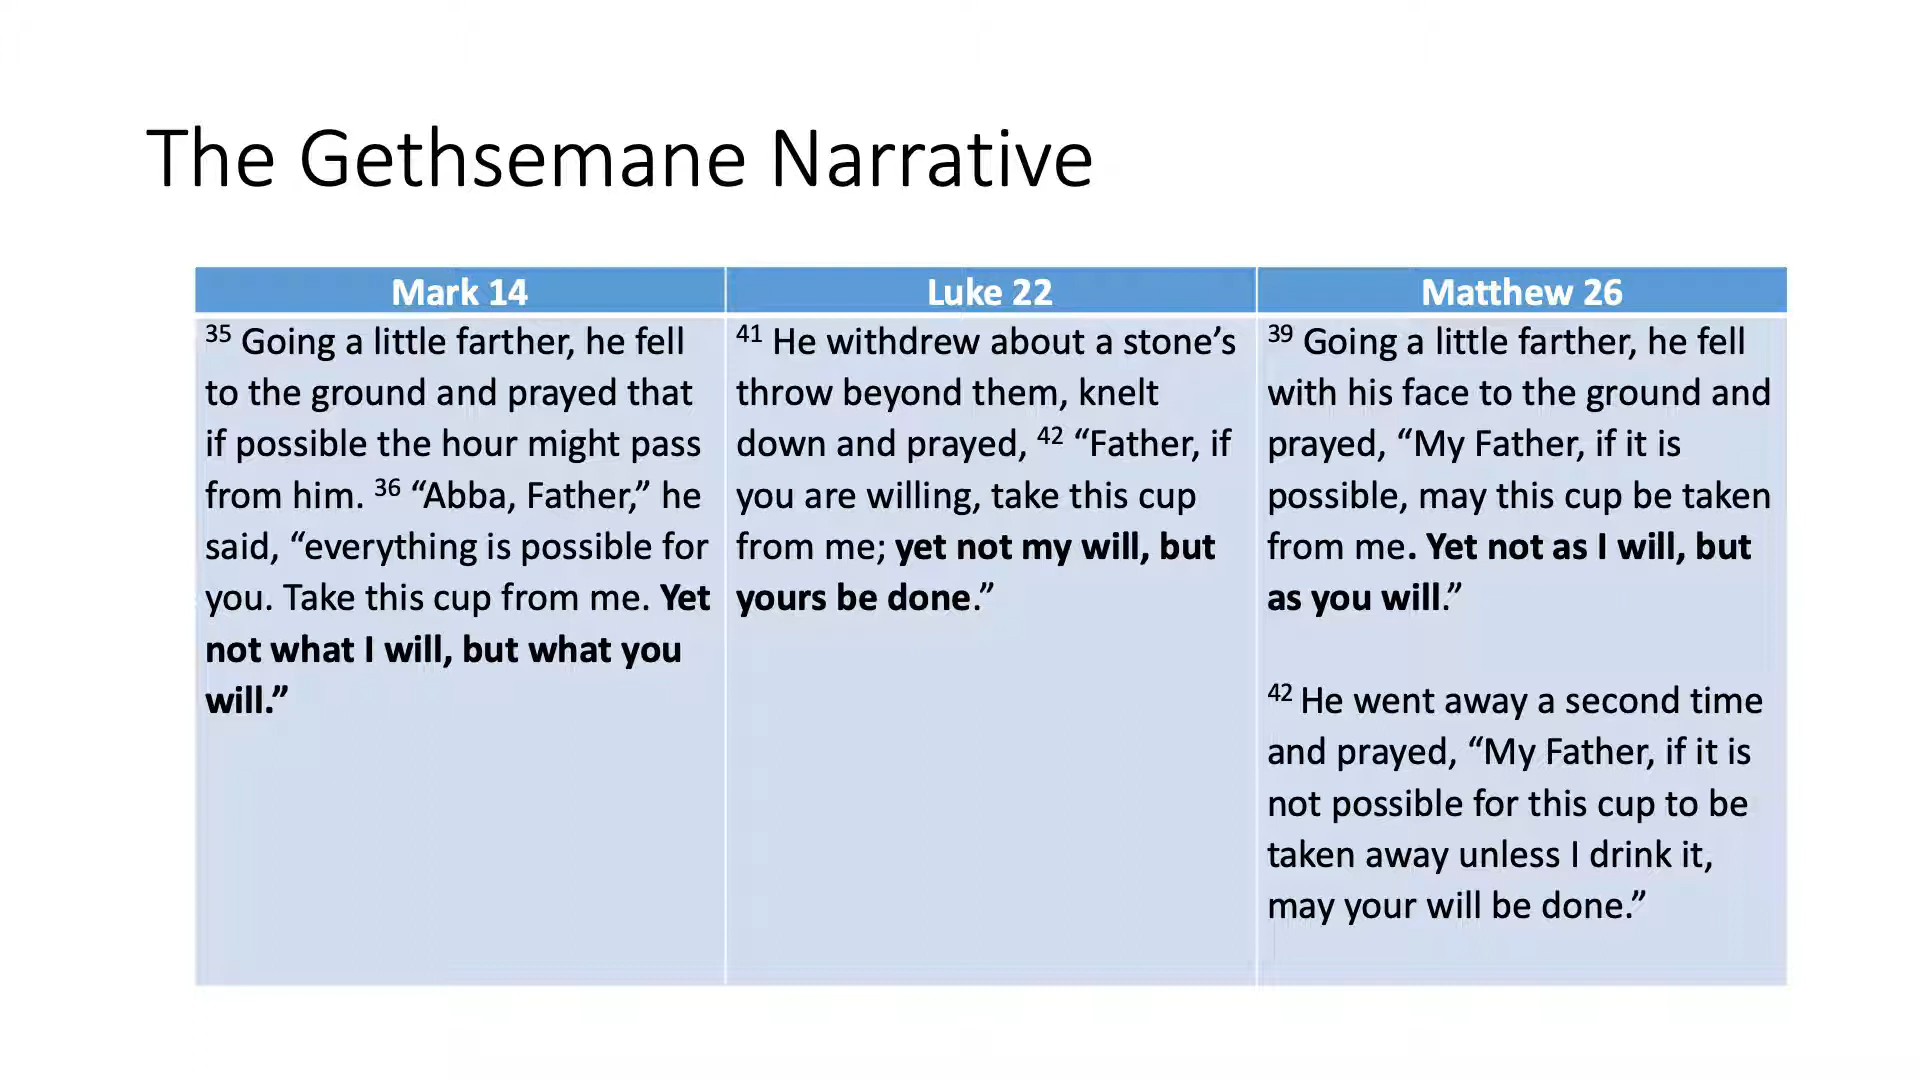 The Gethsemane Narrative
Mark 14
35 Going a little farther, he fell
to the ground and prayed that
if possible the hour might pass
from him. 36 “Abba, Father,” he
said, “everything is possible for
you. Take this cup from me. Yet
not what I will, but what you
will.”
Luke 22
41 He withdrew about a stone’s
throw beyond them, knelt
down and prayed, 42 “Father, if
you are willing, take this cup
from me; yet not my will, but
yours be done.”
Matthew 26
39 Going a little farther, he fell
with his face to the ground and
prayed, “My Father, if it is
possible, may this cup be taken
from me. Yet not as I will, but
as you will.”
42 He went away a second time
and prayed, “My Father, if it is
not possible for this cup to be
taken away unless I drink it,
may your will be done.”